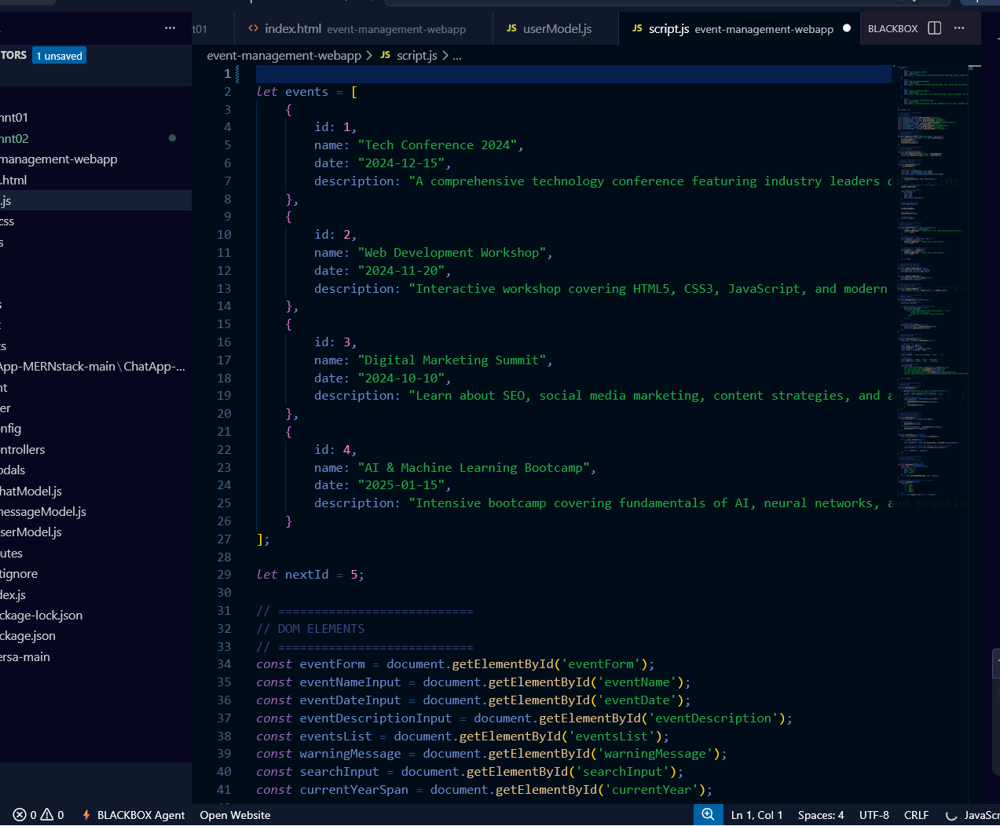 nt01
<> index.html event-management-webapp
JS userModel.js
JS script.js event-management-webapp
BLACKBOX
TORS 1 unsaved
event-management-webapp > JS script.js > ...
nnt01
nnt02
management-webapp
.html
.js
css
s
s
t
ts
App-MERNstack-main\ChatApp-...
nt
er
nfig
ntrollers
odals
hatModel.js
nessageModel.js
serModel.js
utes
tignore
dex.js
ckage-lock.json
ckage.json
ersa-main
1
2 let events = [
3 {
4 id: 1,
5 name: "Tech Conference 2024",
6 date: "2024-12-15",
7 description: "A comprehensive technology conference featuring industry leaders
8 },
9 {
10 id: 2,
11 name: "Web Development Workshop",
12 date: "2024-11-20",
13 description: "Interactive workshop covering HTML5, CSS3, JavaScript, and modern
14 },
15 {
16 id: 3,
17 name: "Digital Marketing Summit",
18 date: "2024-10-10",
19 description: "Learn about SEO, social media marketing, content strategies, and
20 },
21 {
22 id: 4,
23 name: "AI & Machine Learning Bootcamp",
24 date: "2025-01-15",
25 description: "Intensive bootcamp covering fundamentals of AI, neural networks, and practic
26 }
27 ];
28
29 let nextId = 5;
30
31 // ===========================
32 // DOM ELEMENTS
33 // ===========================
34 const eventForm = document.getElementById('eventForm');
35 const eventNameInput = document.getElementById('eventName');
36 const eventDateInput = document.getElementById('eventDate');
37 const eventDescriptionInput = document.getElementById('eventDescription');
38 const eventsList = document.getElementById('eventsList');
39 const warningMessage = document.getElementById('warningMessage');
40 const searchInput = document.getElementById('searchInput');
41 const currentYearSpan = document.getElementById('currentYear');
0 0 BLACKBOX Agent Open Website Ln 1, Col 1 Spaces: 4 UTF-8 CRLF JavaScr